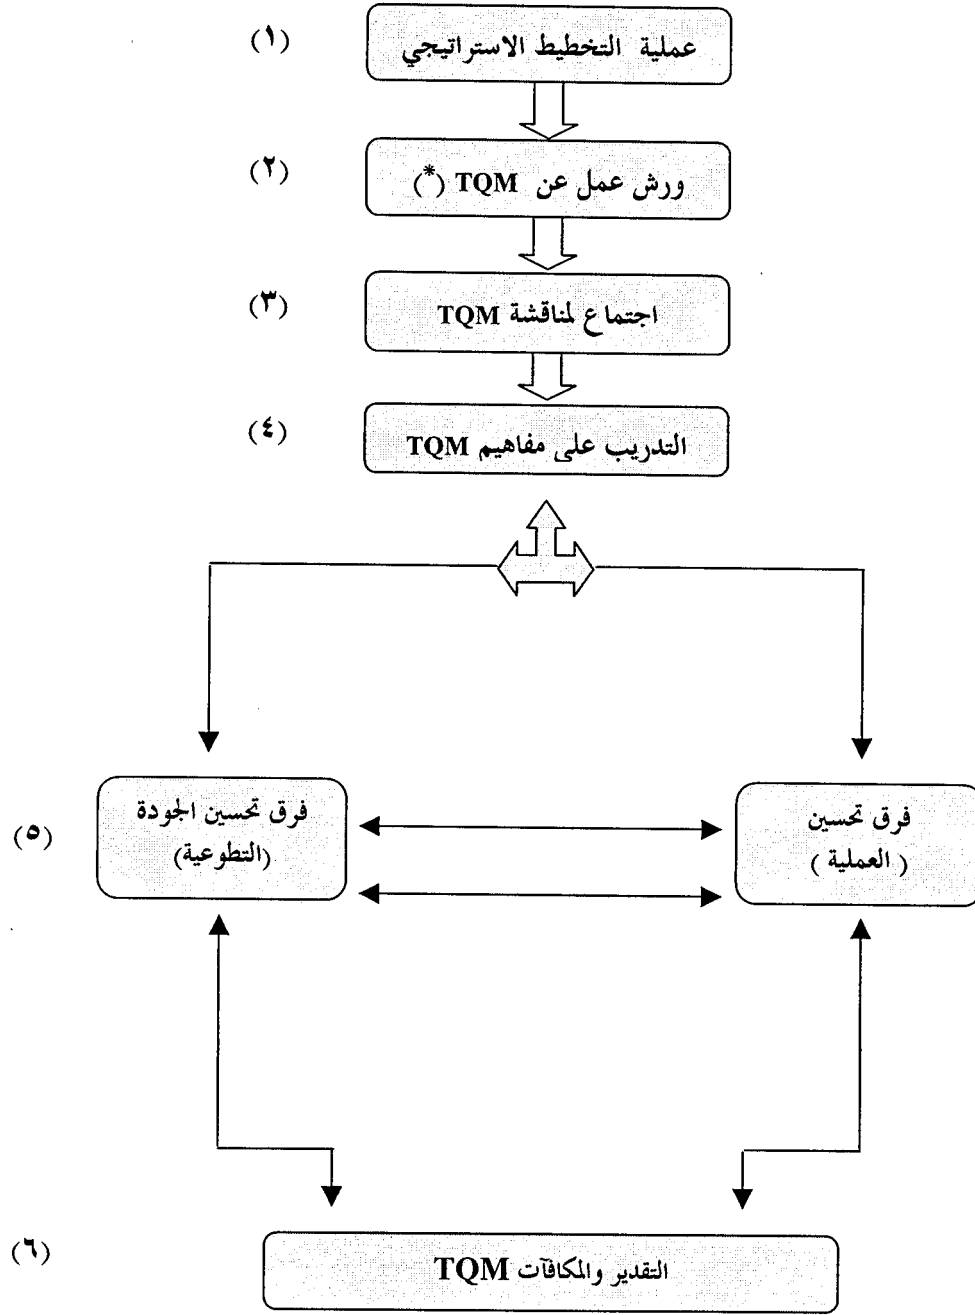 (١) عملية التخطيط الاستراتيجي
(٢) ورش عمل عن TQM (*)
(٣) اجتماع لمناقشة TQM
(٤) التدريب على مفاهيم TQM
فرق تحسين
(العملية)
(٥) فرق تحسين الجودة
(التطوعية)
(٦) التقدير والمكافآت TQM